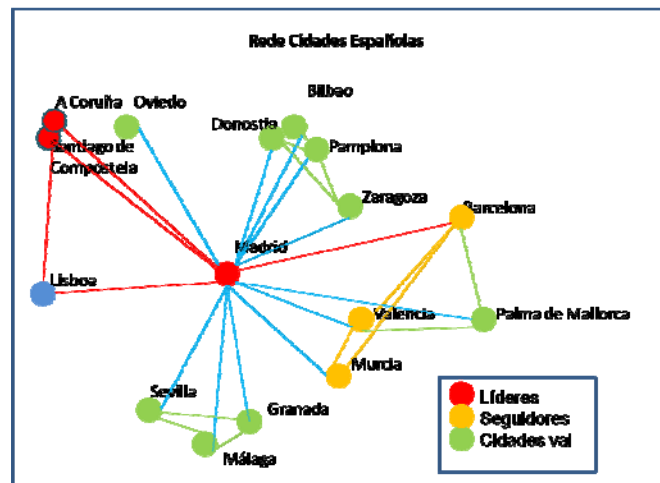 Rede Cidades Españolas
Bilbao
A Coruña
Oviedo
Donostia
Pamplona
Santiago de
Compostela
Zaragoza
Barcelona
Madrid
Lisboa
Valencia
Palma de Mallorca
Murcia
Sevilla
Granada
Málaga
Líderes
Seguidores
Cidades val